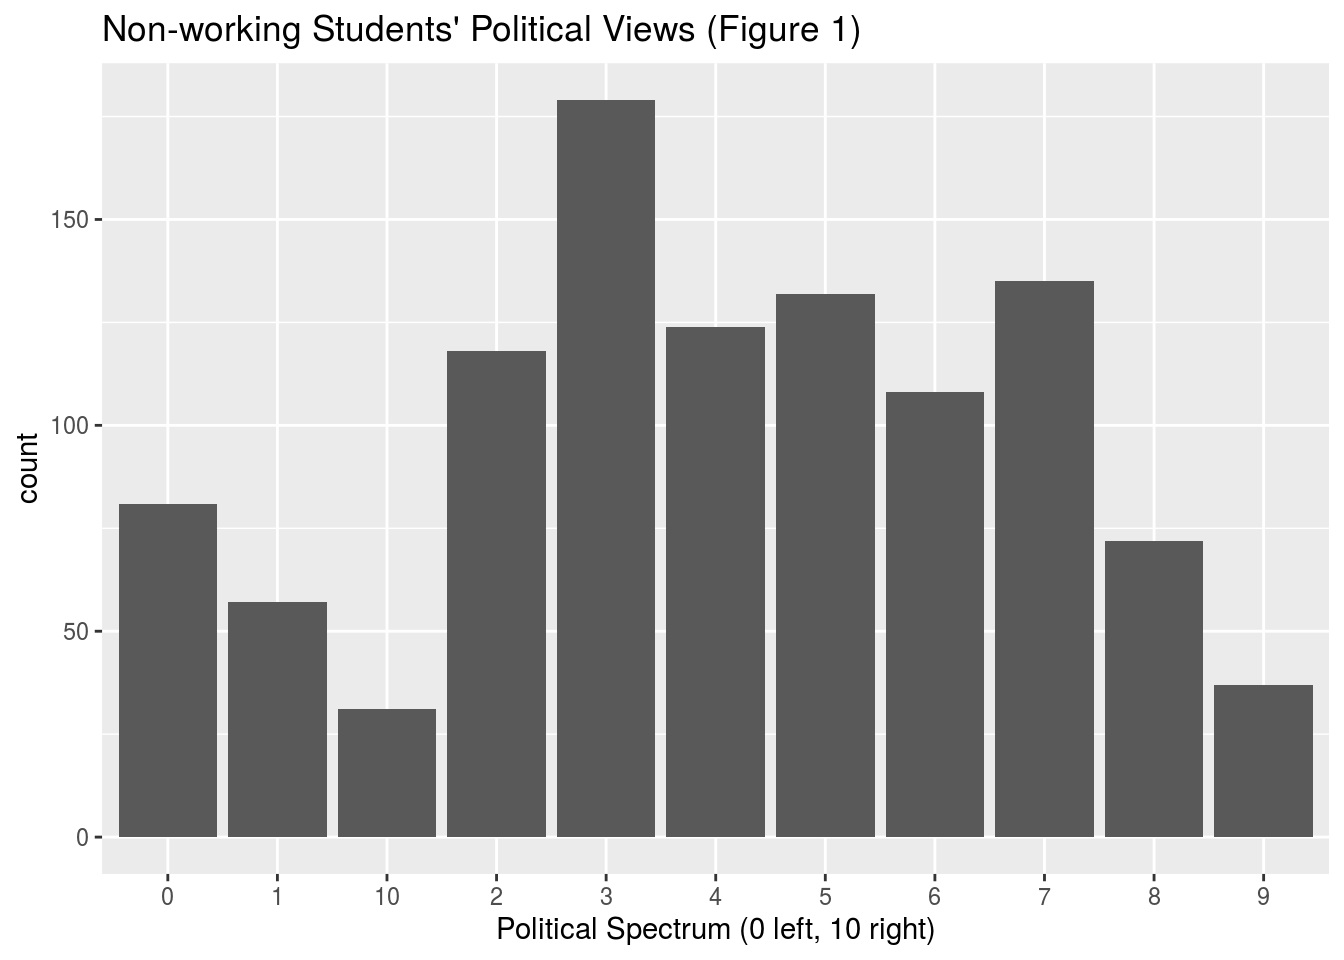 Non-working Students' Political Views (Figure 1)
count
150
100
50
0
0 1 10 2 3 4 5 6 7 8 9
Political Spectrum (0 left, 10 right)